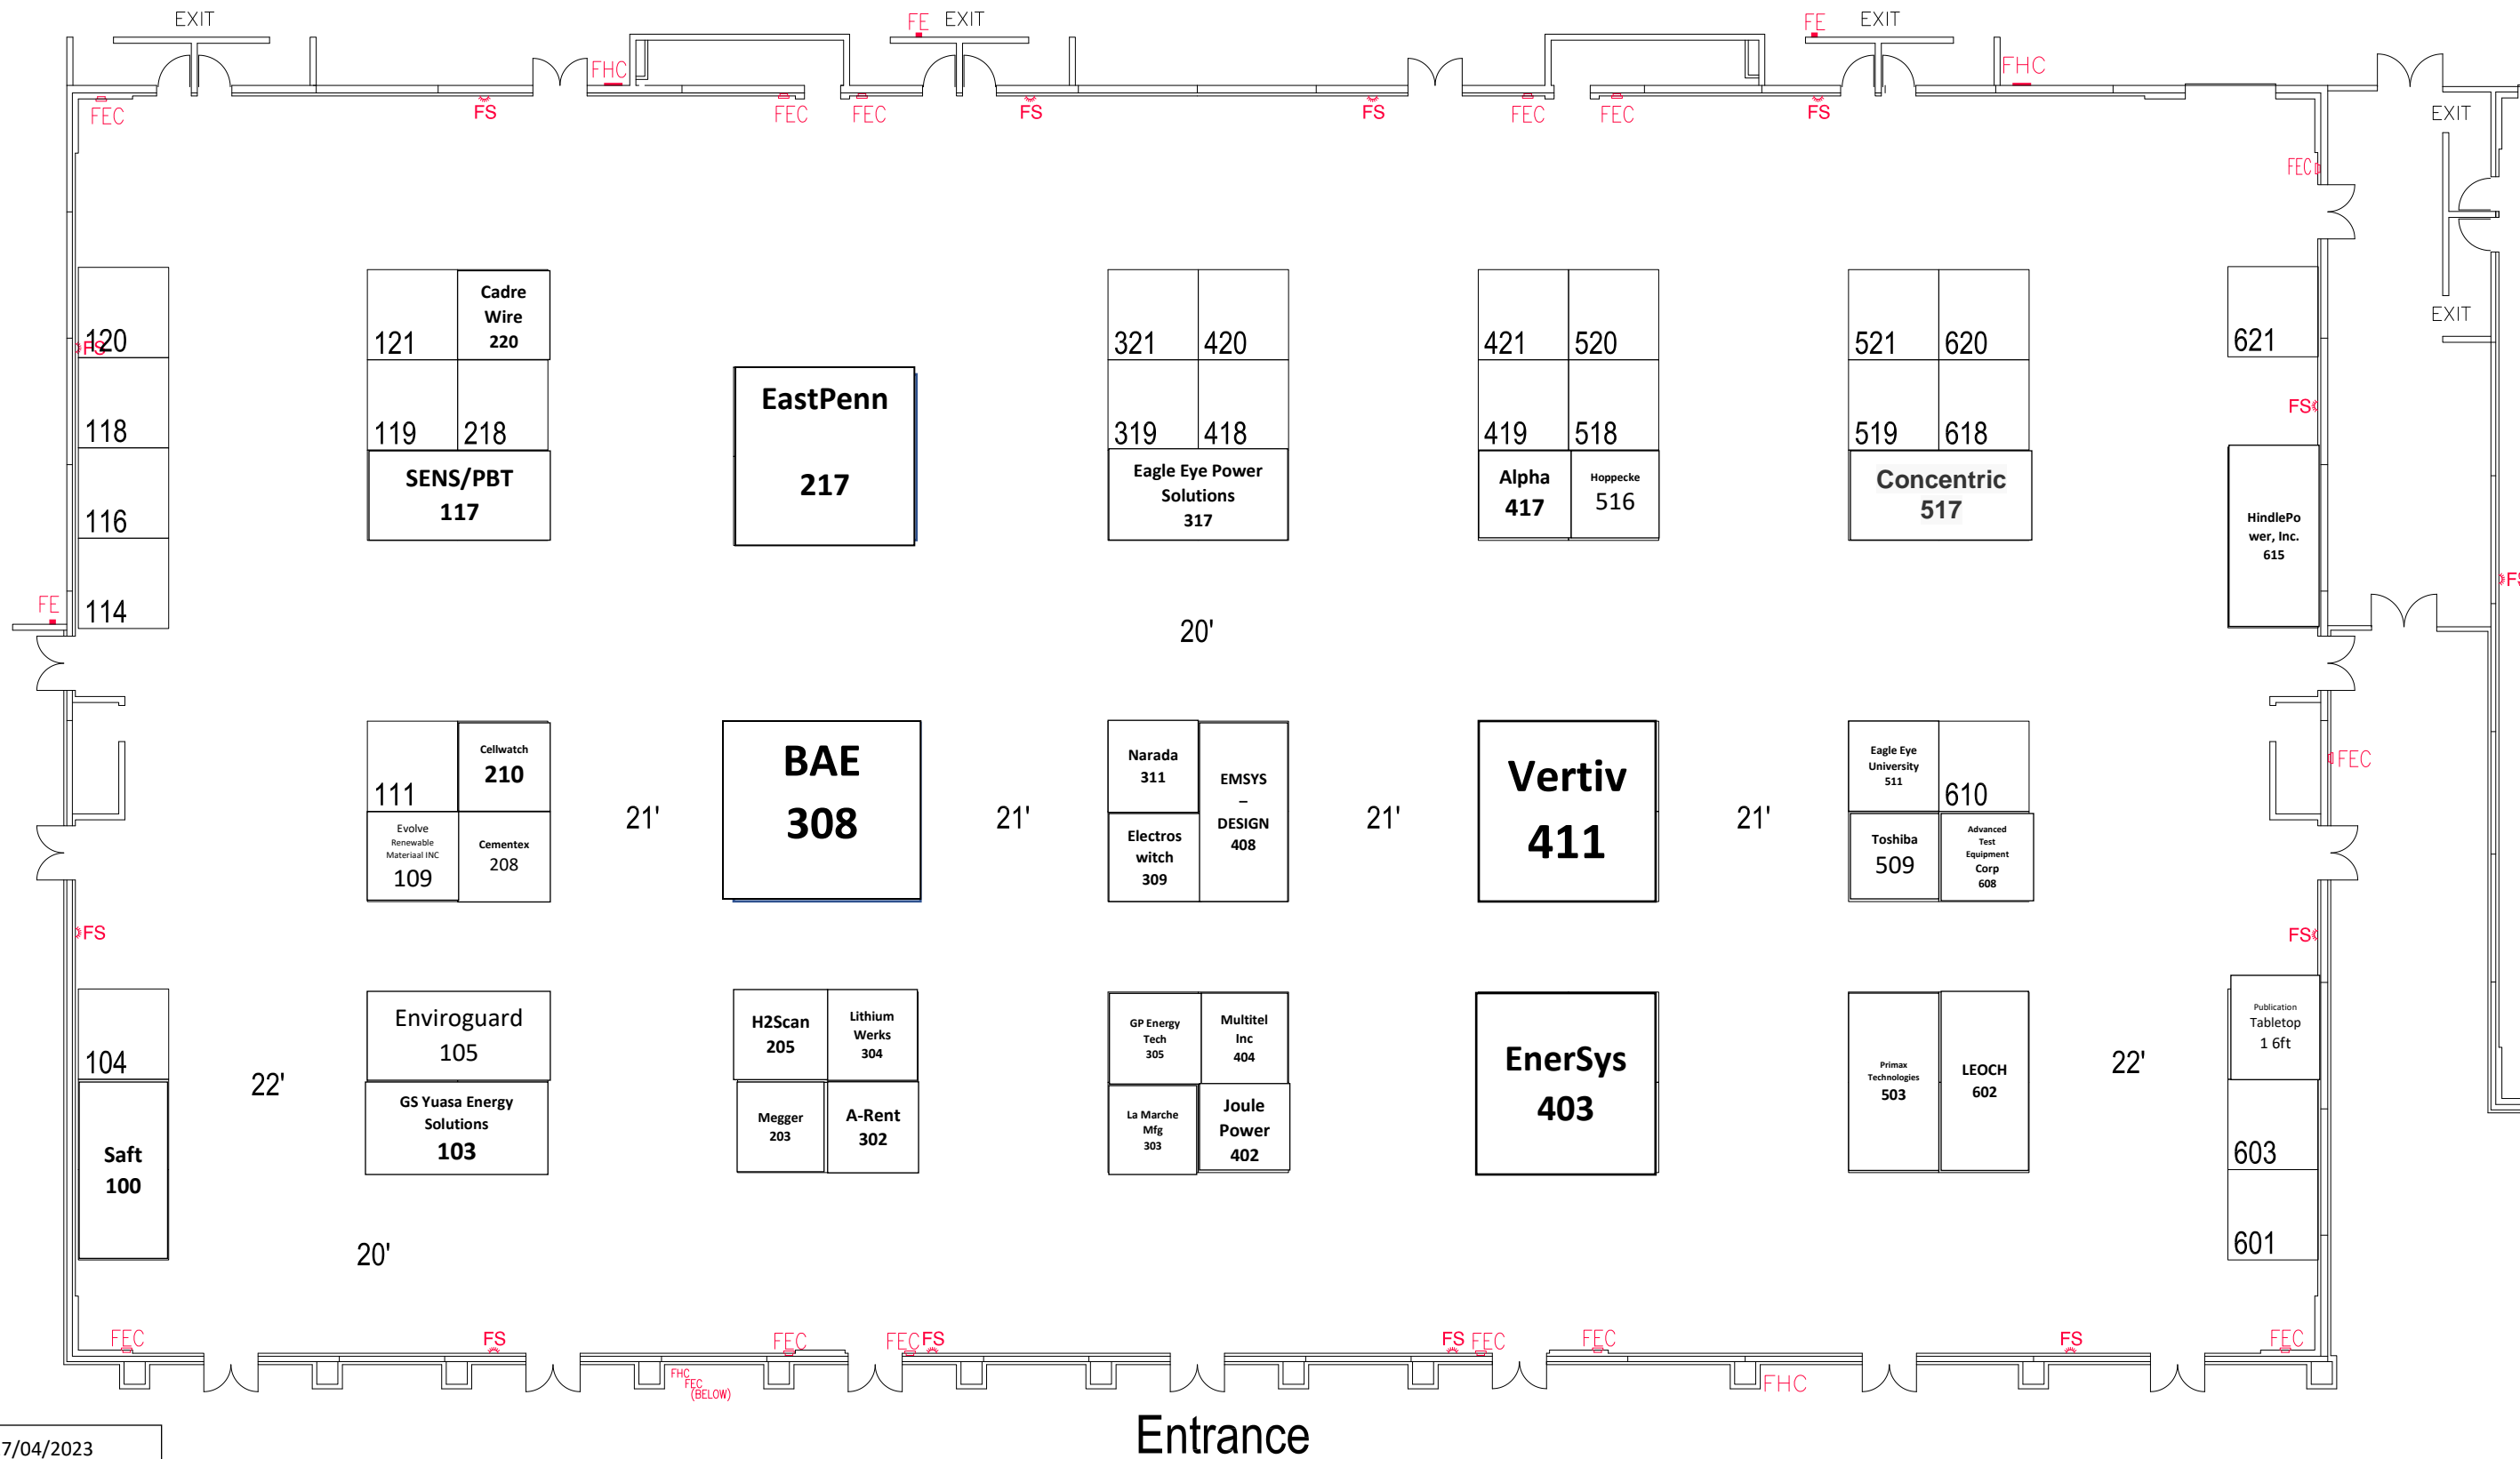 EXIT
FE
EXIT
FE
EXIT
FHC
FHC
FEC
FS
FEC
FEC
FS
FS
FEC
FEC
FS
EXIT
FEC
120
FS
121
Cadre
Wire
220
321
420
421
520
521
620
621
EXIT
118
119
218
EastPenn
217
319
418
419
518
519
618
FS
116
SENS/PBT
117
Eagle Eye Power
Solutions
317
Alpha
417
Hoppecke
516
Concentric
517
HindlePo
wer, Inc.
615
FS
114
FE
20'
111
Cellwatch
210
BAE
308
Narada
311
EMSYS
–
DESIGN
408
Vertiv
411
Eagle Eye
University
511
610
FEC
21'
21'
21'
21'
Evolve
Renewable
Materiaal INC
109
Cementex
208
Electros
witch
309
Toshiba
509
Advanced
Test
Equipment
Corp
608
FS
FS
104
Enviroguard
105
H2Scan
205
Lithium
Werks
304
GP Energy
Tech
305
Multitel
Inc
404
EnerSys
403
Primax
Technologies
503
LEOCH
602
Publication
Tabletop
1 6ft
22'
22'
Saft
100
GS Yuasa Energy
Solutions
103
Megger
203
A-Rent
302
La Marche
Mfg
303
Joule
Power
402
603
601
20'
FEC
FS
FEC
FEC
FS
FS
FEC
FEC
FS
FEC
FHC
FEC
(BELOW)
FHC
Entrance
7/04/2023